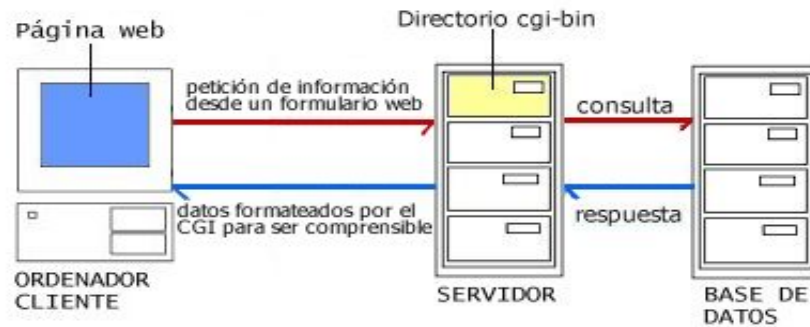 Página web
Directorio cgi-bin
petición de información
desde un formulario web
consulta
datos formateados por el
CGI para ser comprensible
respuesta
ORDENADOR
CLIENTE
SERVIDOR
BASE DE
DATOS